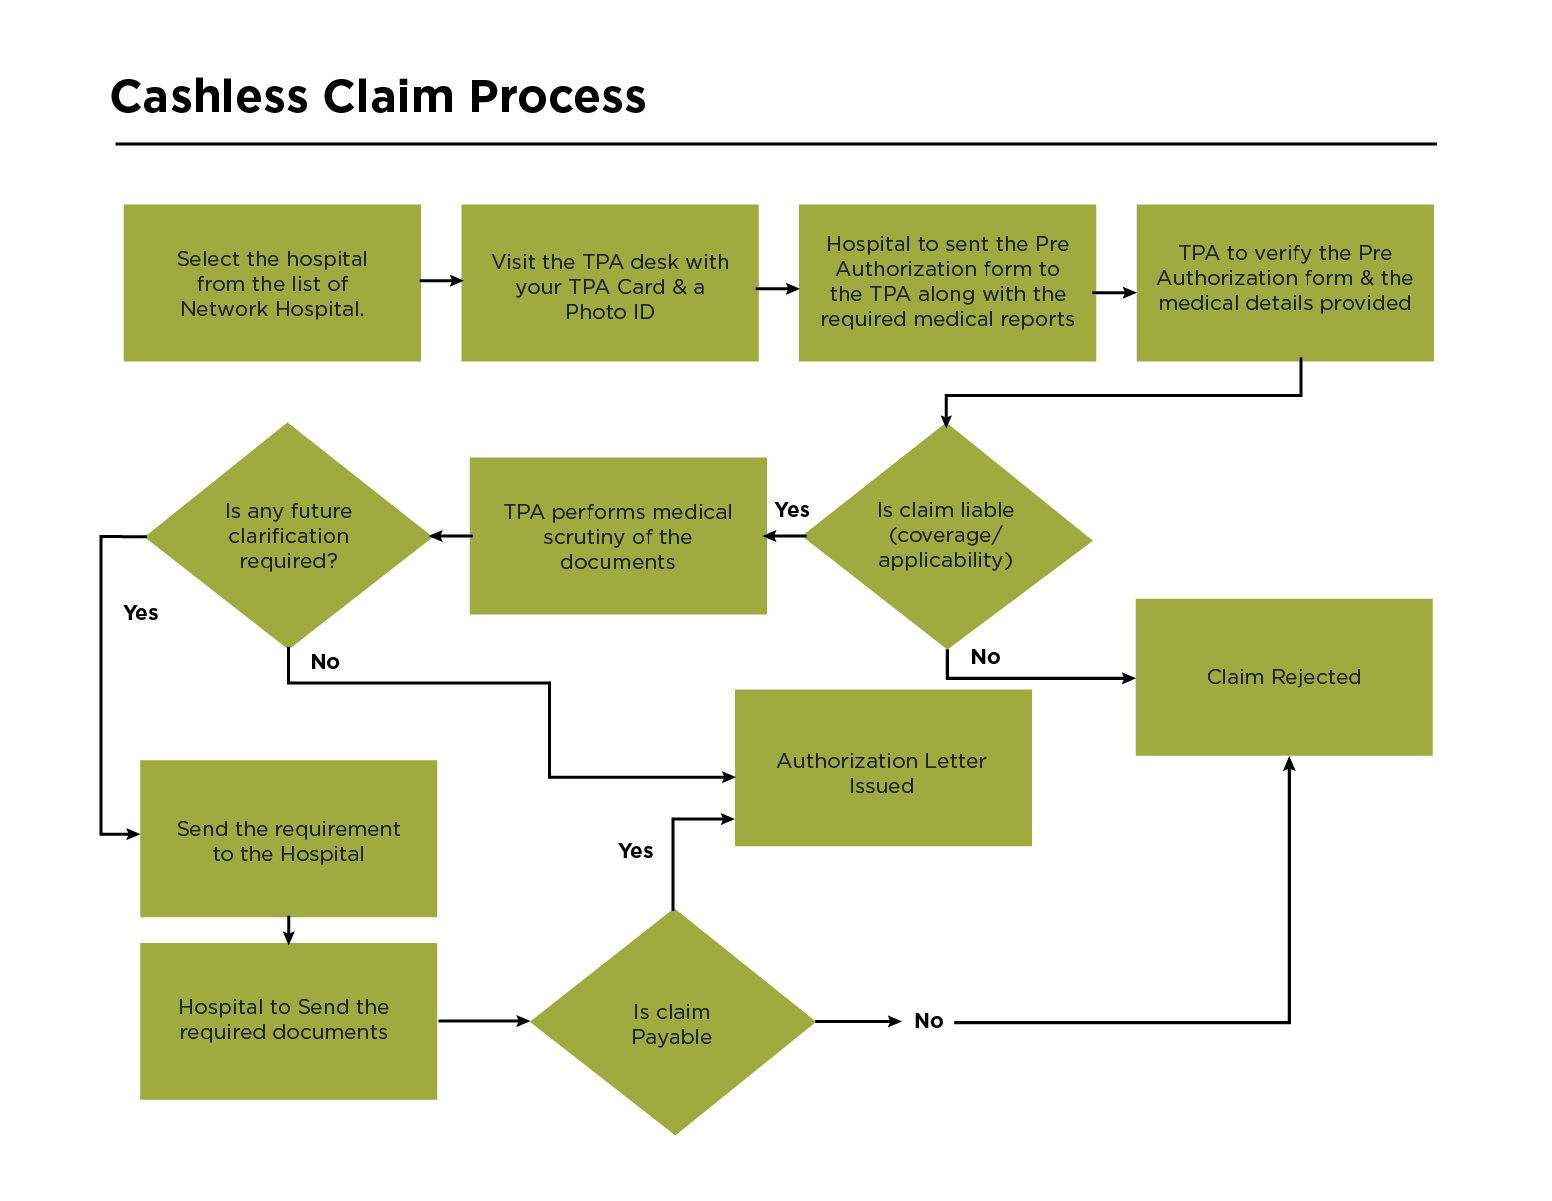 Cashless Claim Process
Select the hospital
from the list of
Network Hospital.
Visit the TPA desk with
your TPA Card & a
Photo ID
Hospital to sent the Pre
Authorization form to
the TPA along with the
required medical reports
TPA to verify the Pre
Authorization form & the
medical details provided
Is claim liable
(coverage/
applicability)
Yes
TPA performs medical
scrutiny of the
documents
Is any future
clarification
required?
Yes
No
No
Claim Rejected
Authorization Letter
Issued
Send the requirement
to the Hospital
Yes
Hospital to Send the
required documents
Is claim
Payable
No